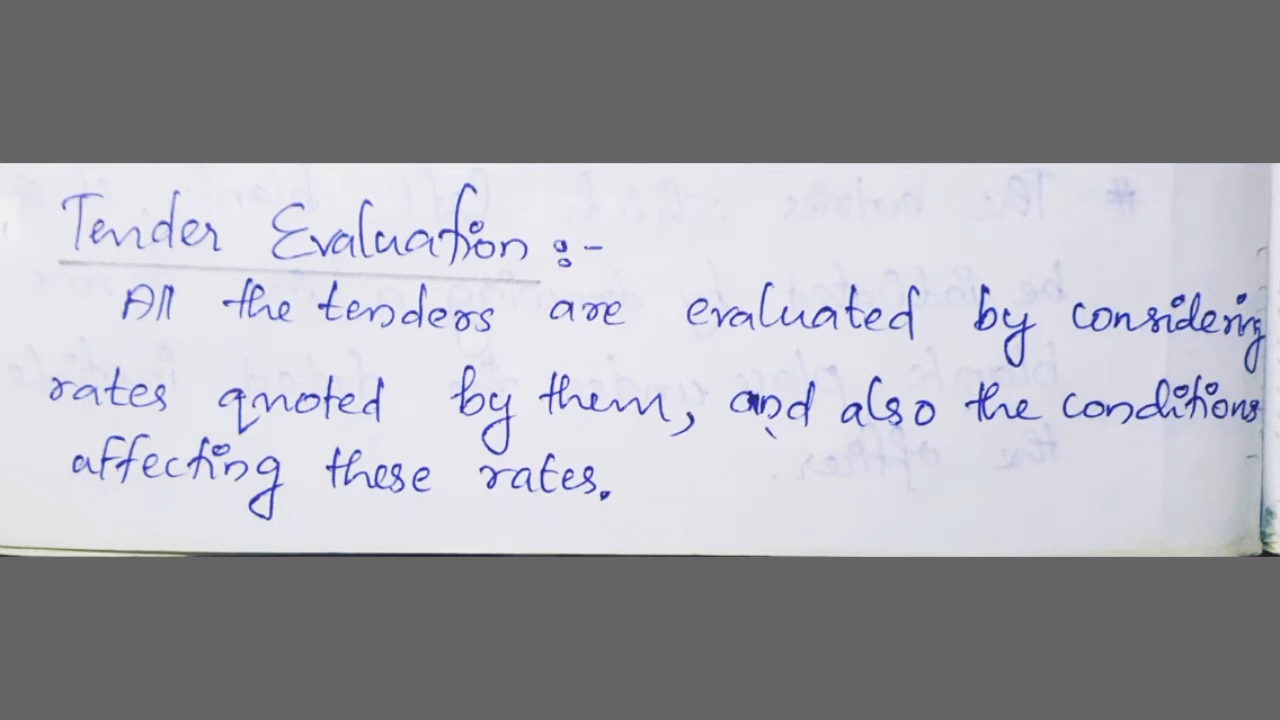 Tender Evaluation :-
All the tenders are evaluated by considering
rates quoted by them, and also the conditions
affecting these rates.